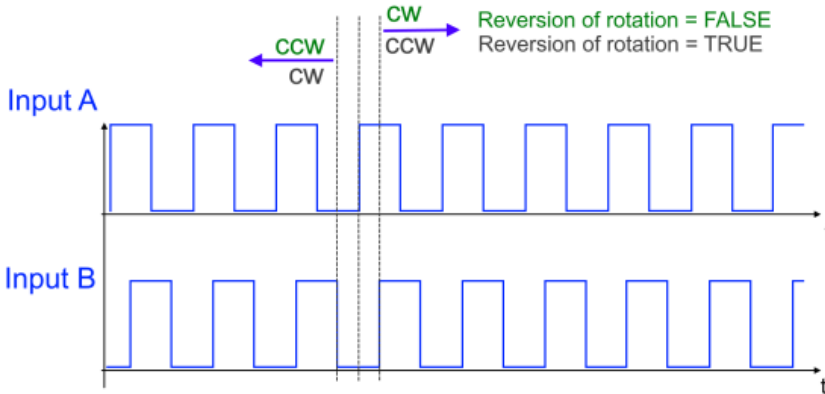 CW
Reversion of rotation = FALSE
CCW
CCW
Reversion of rotation = TRUE
CW
Input A
Input B
t